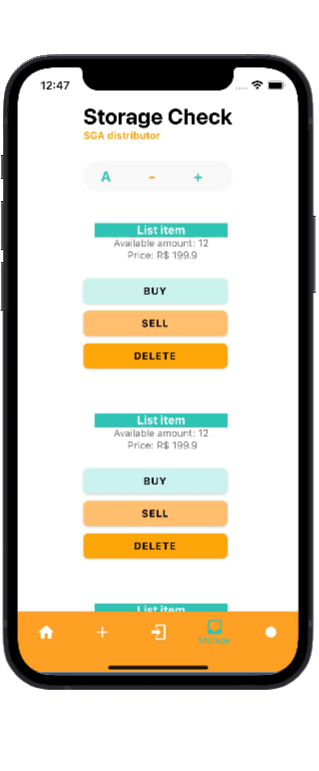 12:47
Storage Check
SGA distributor
A - +
List item
Available amount: 12
Price: R$ 199.9
BUY
SELL
DELETE
List item
Available amount: 12
Price: R$ 199.9
BUY
SELL
DELETE
List item
Storage